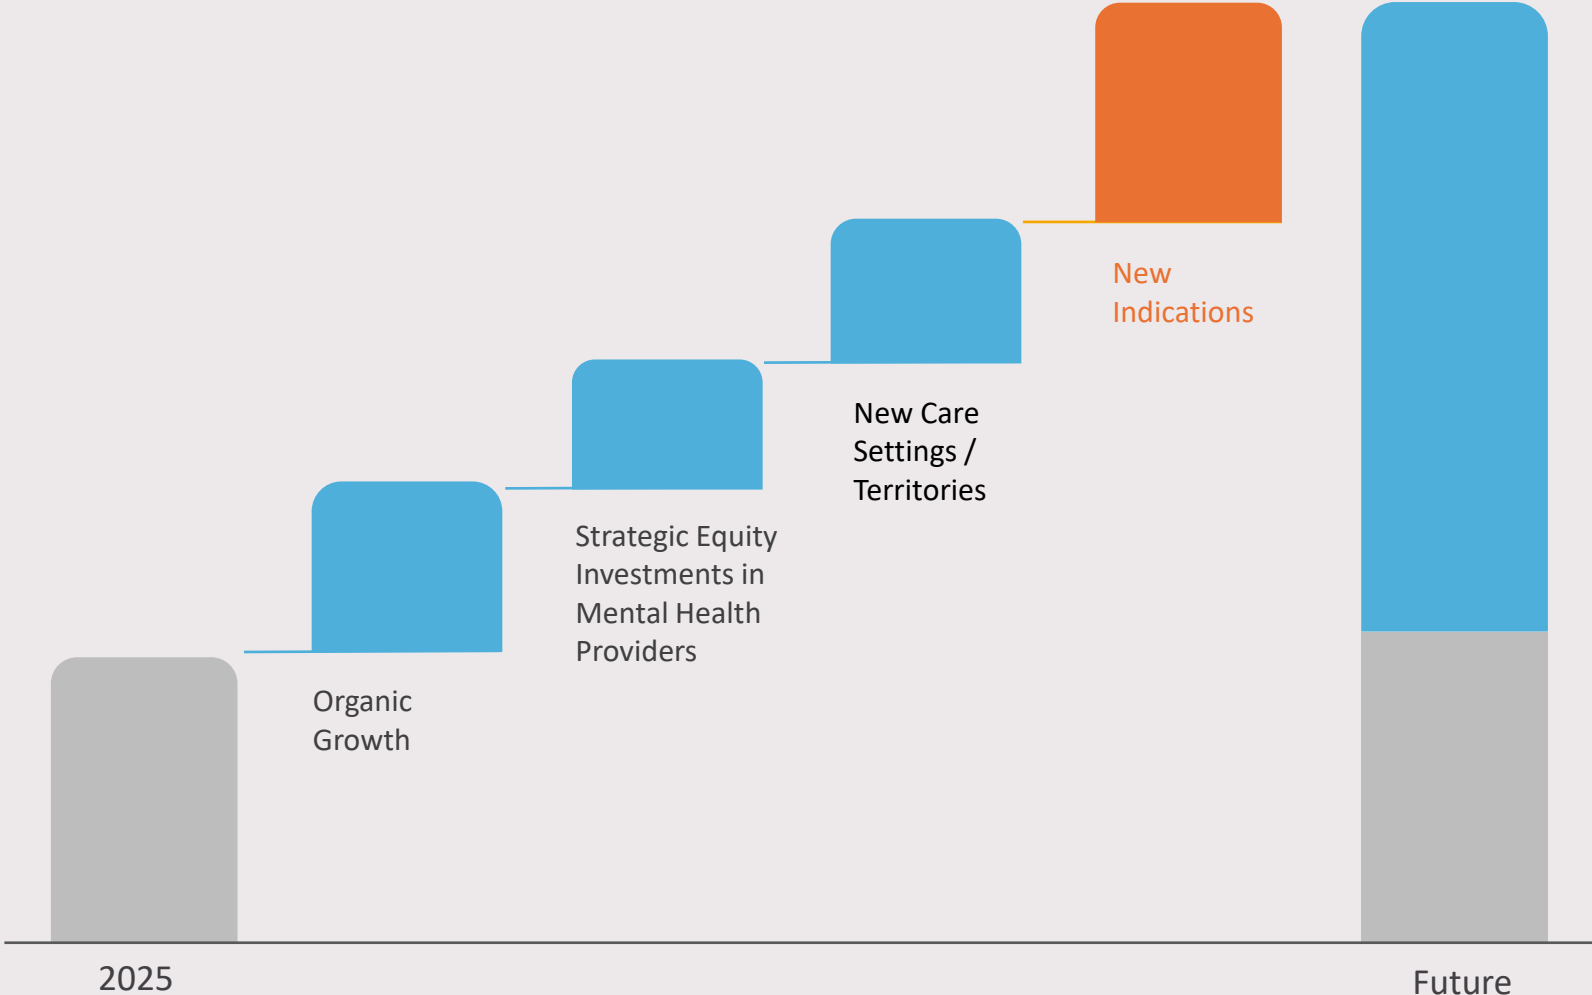 New
Indications
New Care
Settings /
Territories
Strategic Equity
Investments in
Mental Health
Providers
Organic
Growth
2025
Future